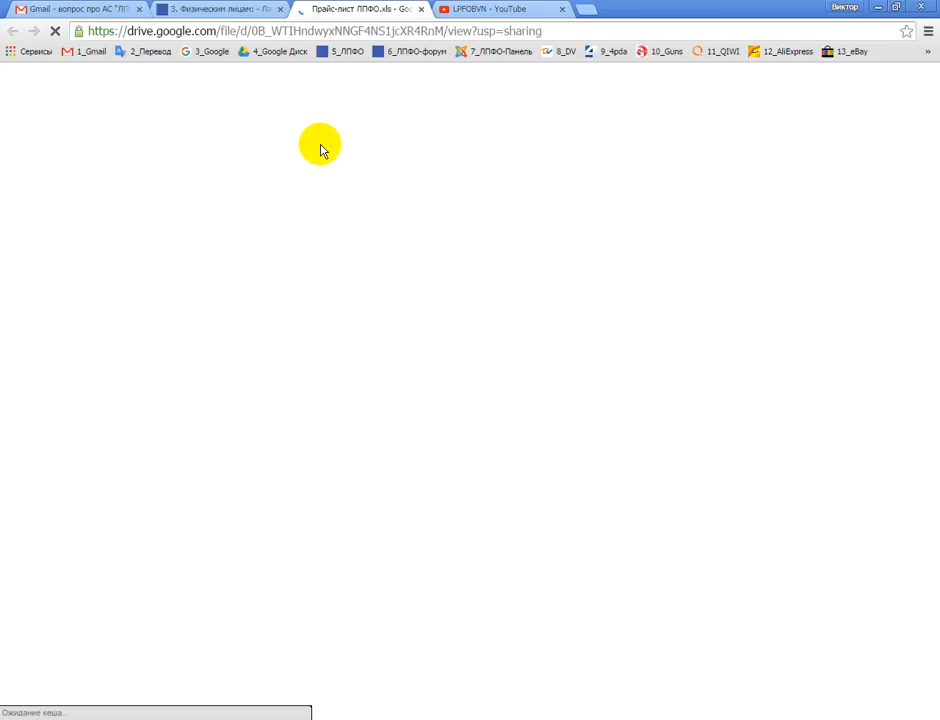 Gmail - вопрос про АС "ЛП
3. Физическим лицам: - Ла
Прайс-лист ЛПФО.xls - Goo
LPFOBVN - YouTube
Виктор
https://drive.google.com/file/d/0B_WTIHndwyxNNGF4NS1jcXR4RnM/view?usp=sharing
Сервисы 1_Gmail 2_Перевод 3_Google 4_Google Диск 5_ЛПФО 6_ЛПФО-форум 7_ЛПФО-Панель 8_DV 9_4pda 10_Guns 11_QIWI 12_AliExpress 13_eBay »
Ожидание кеша...